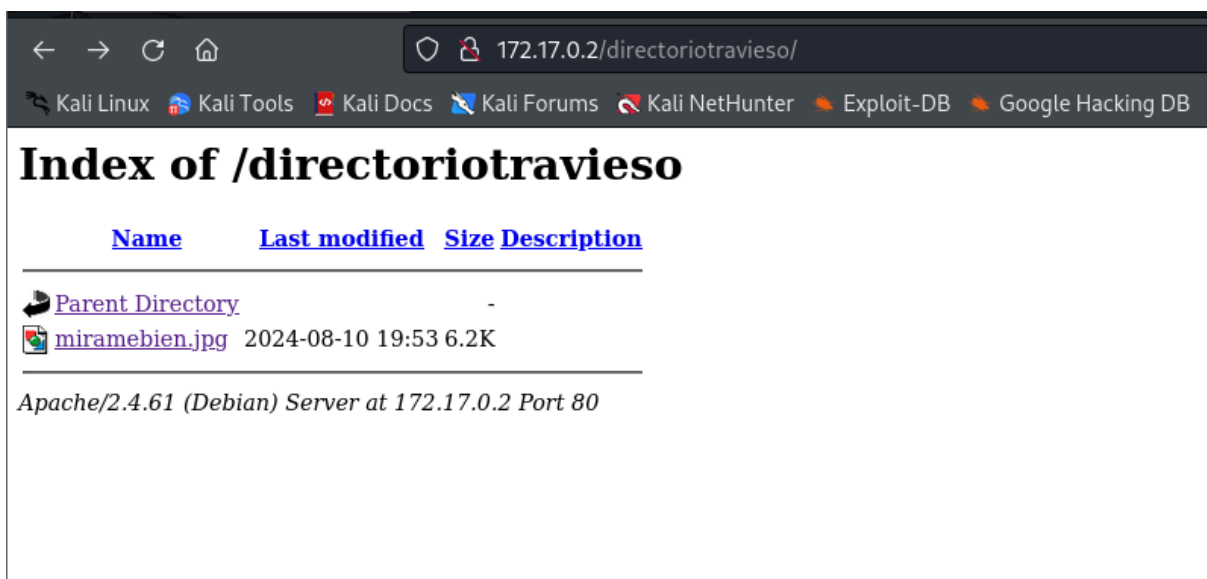 172.17.0.2/directoriotravieso/
Kali Linux Kali Tools Kali Docs Kali Forums Kali NetHunter Exploit-DB Google Hacking DB
Index of /directoriotravieso
Name Last modified Size Description
Parent Directory -
miramebien.jpg 2024-08-10 19:53 6.2K
Apache/2.4.61 (Debian) Server at 172.17.0.2 Port 80